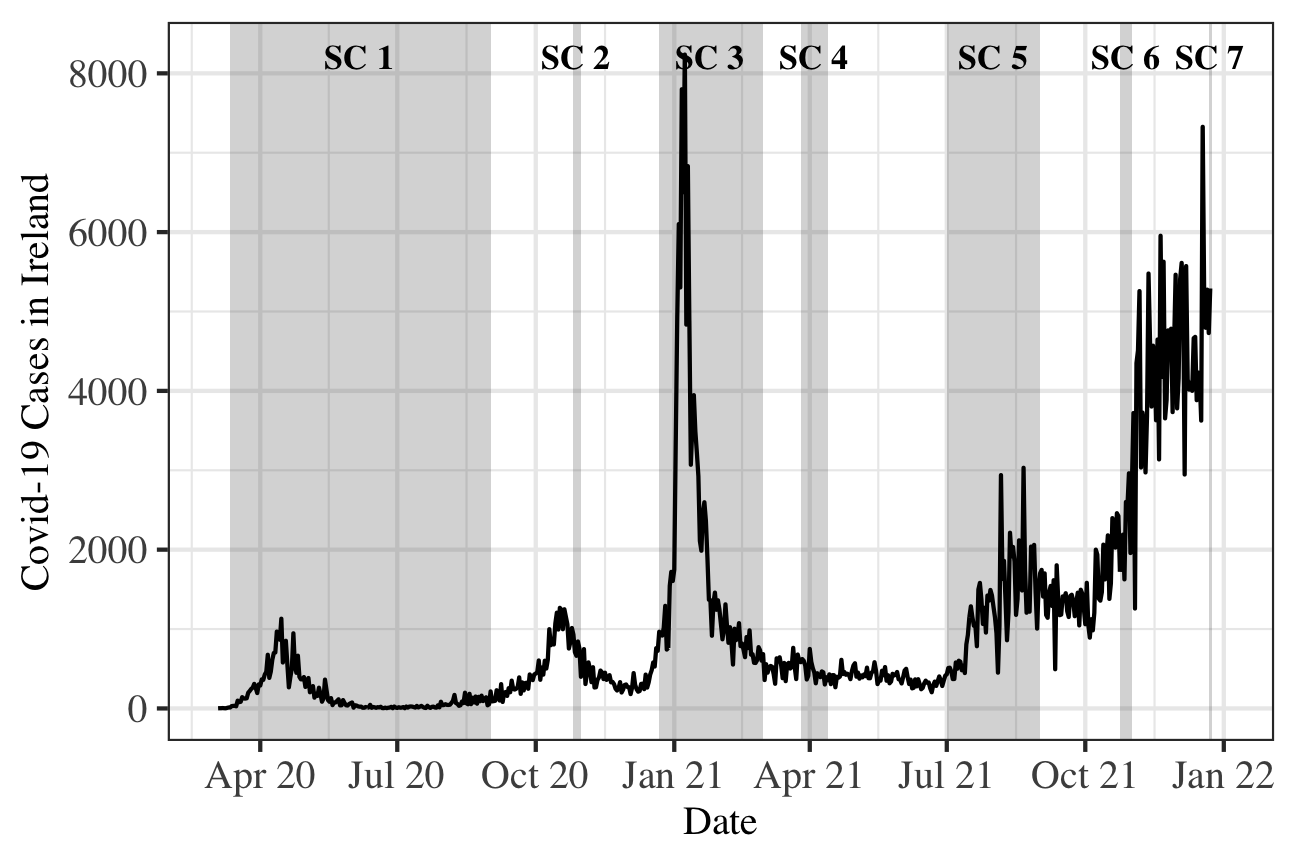 SC 1 SC 2 SC 3 SC 4 SC 5 SC 6 SC 7
8000
6000
4000
2000
0
Covid-19 Cases in Ireland
Apr 20 Jul 20 Oct 20 Jan 21 Apr 21 Jul 21 Oct 21 Jan 22
Date